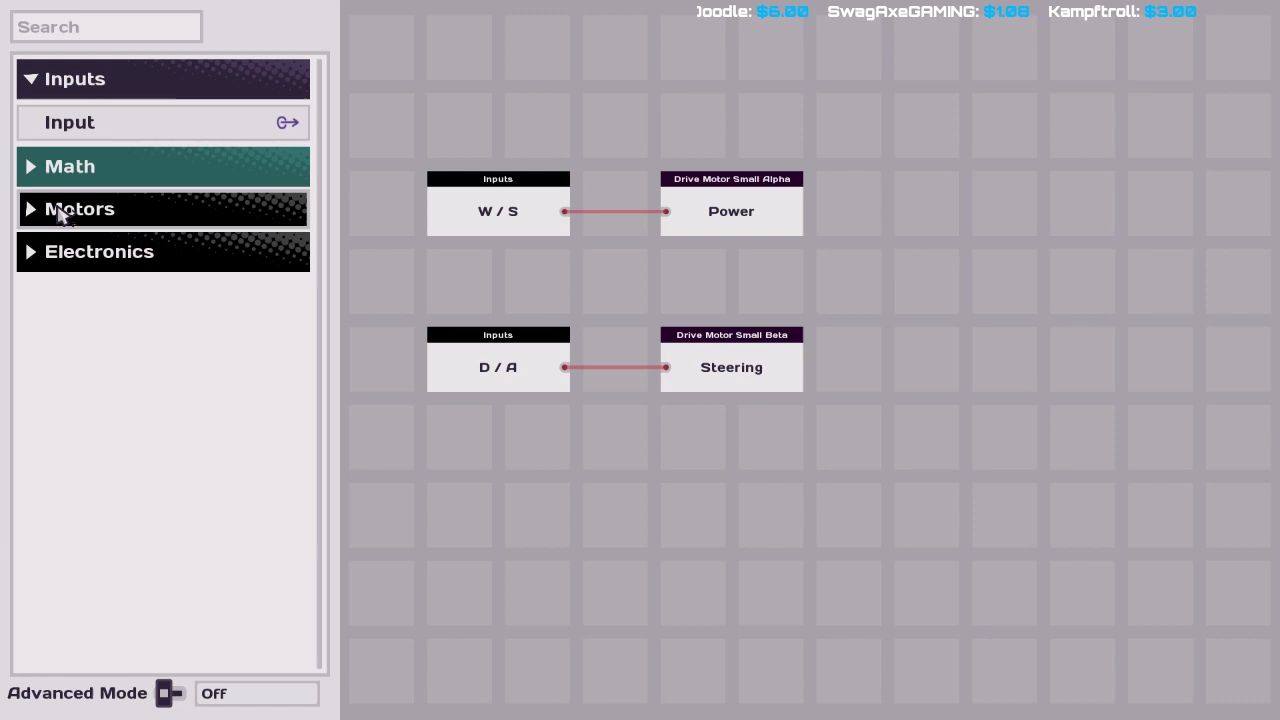 Joodle: $6.00 SwagAxeGAMING: $1.08 Kampftroll: $3.00
Search
Inputs
Input
Math
Motors
Electronics
Inputs
W / S
Drive Motor Small Alpha
Power
Inputs
D / A
Drive Motor Small Beta
Steering
Advanced Mode
Off